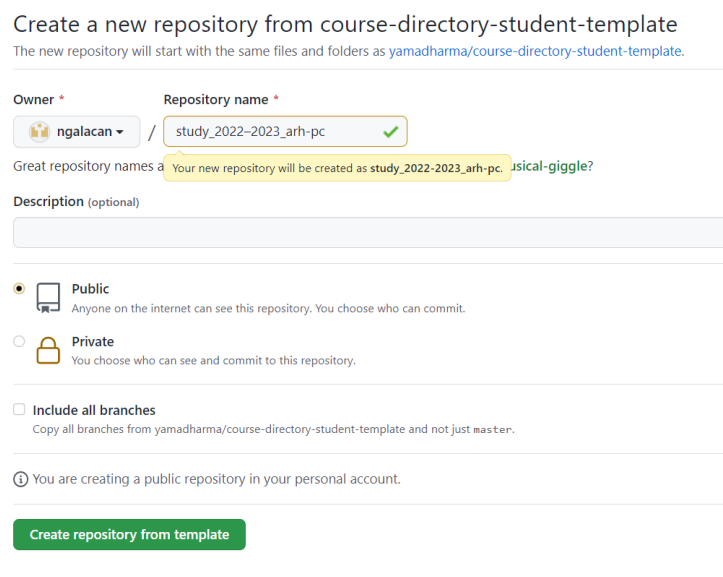 Create a new repository from course-directory-student-template
The new repository will start with the same files and folders as yamadharma/course-directory-student-template.
Owner *
Repository name *
ngalacan / study_2022–2023_arh-pc
Great repository names a
usical-giggle?
Your new repository will be created as study_2022-2023_arh-pc.
Description (optional)
Public
Anyone on the internet can see this repository. You choose who can commit.
Private
You choose who can see and commit to this repository.
Include all branches
Copy all branches from yamadharma/course-directory-student-template and not just master.
You are creating a public repository in your personal account.
Create repository from template